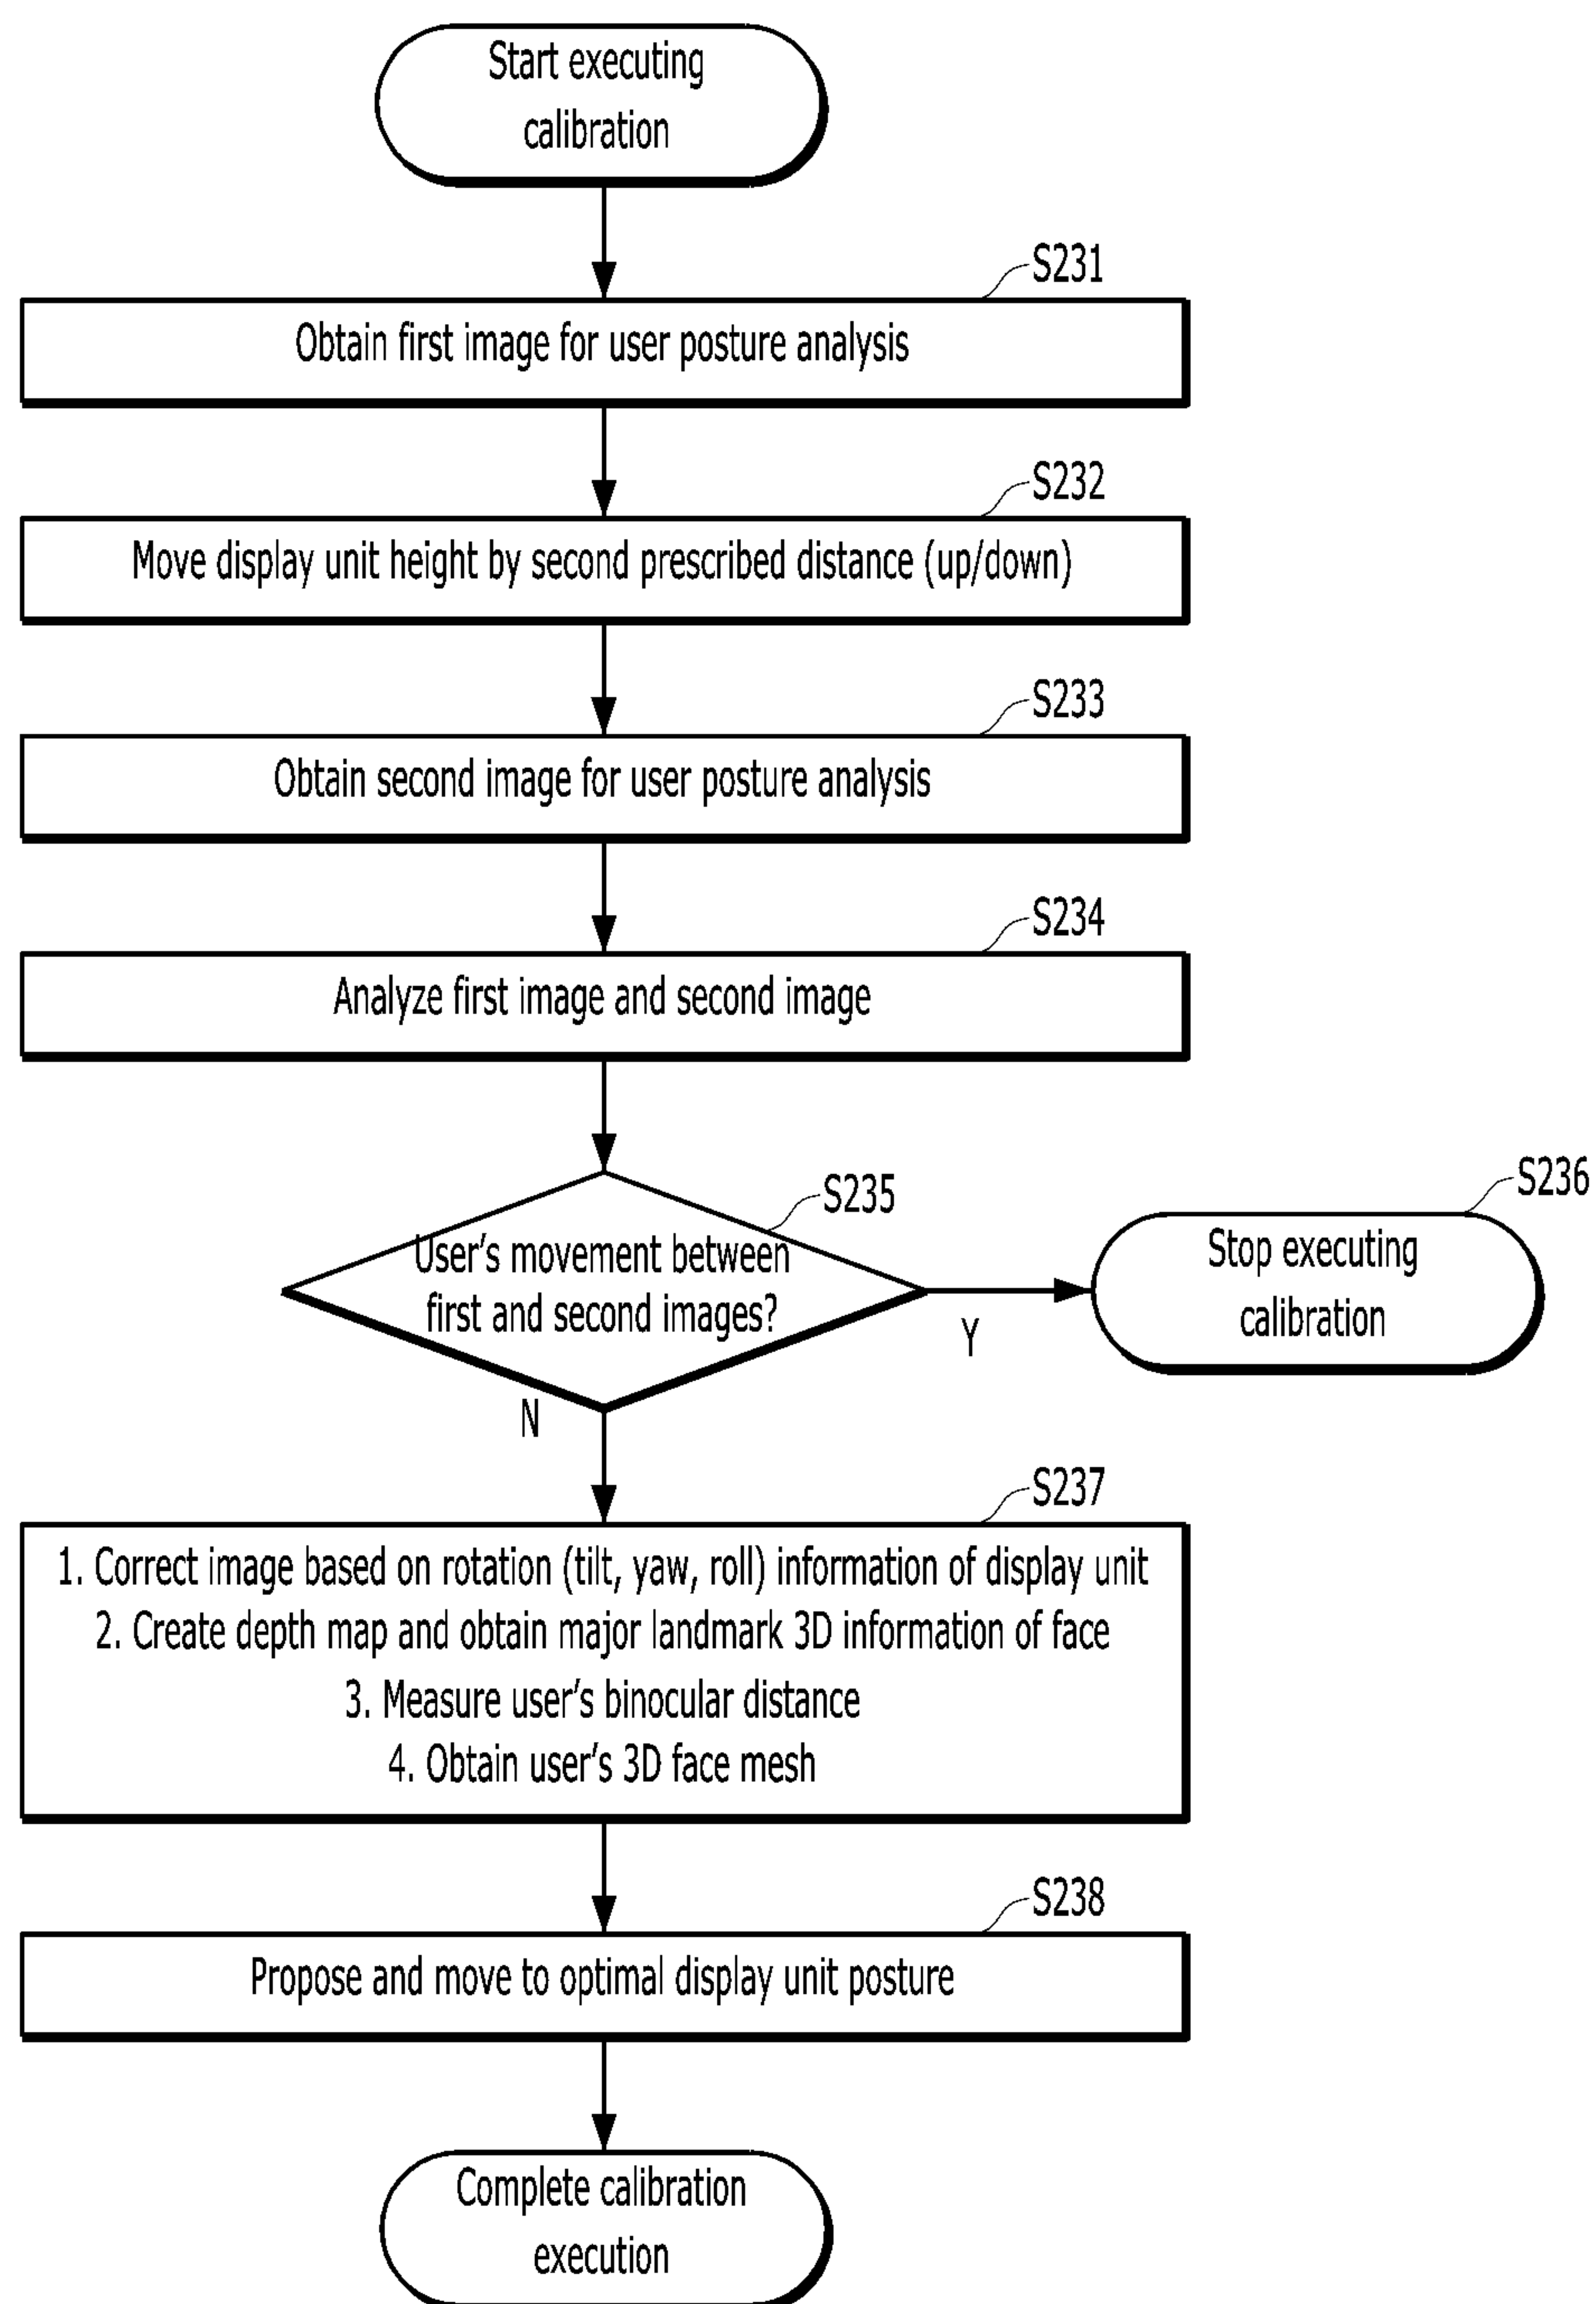 Start executing
calibration
S231
Obtain first image for user posture analysis
S232
Move display unit height by second prescribed distance (up/down)
S233
Obtain second image for user posture analysis
S234
Analyze first image and second image
S235
User’s movement between
first and second images?
Y
S236
Stop executing
calibration
N
S237
1. Correct image based on rotation (tilt, yaw, roll) information of display unit
2. Create depth map and obtain major landmark 3D information of face
3. Measure user’s binocular distance
4. Obtain user’s 3D face mesh
S238
Propose and move to optimal display unit posture
Complete calibration
execution